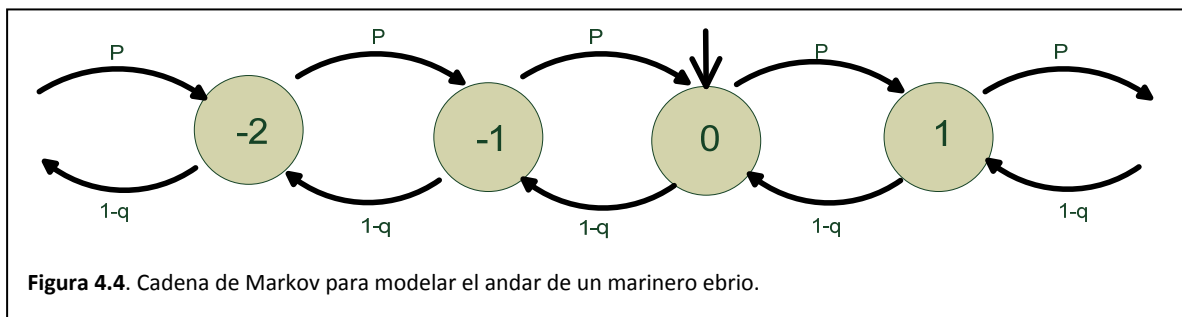 P P P P P
-2 -1 0 1
1-q 1-q 1-q 1-q 1-q
Figura 4.4. Cadena de Markov para modelar el andar de un marinero ebrio.